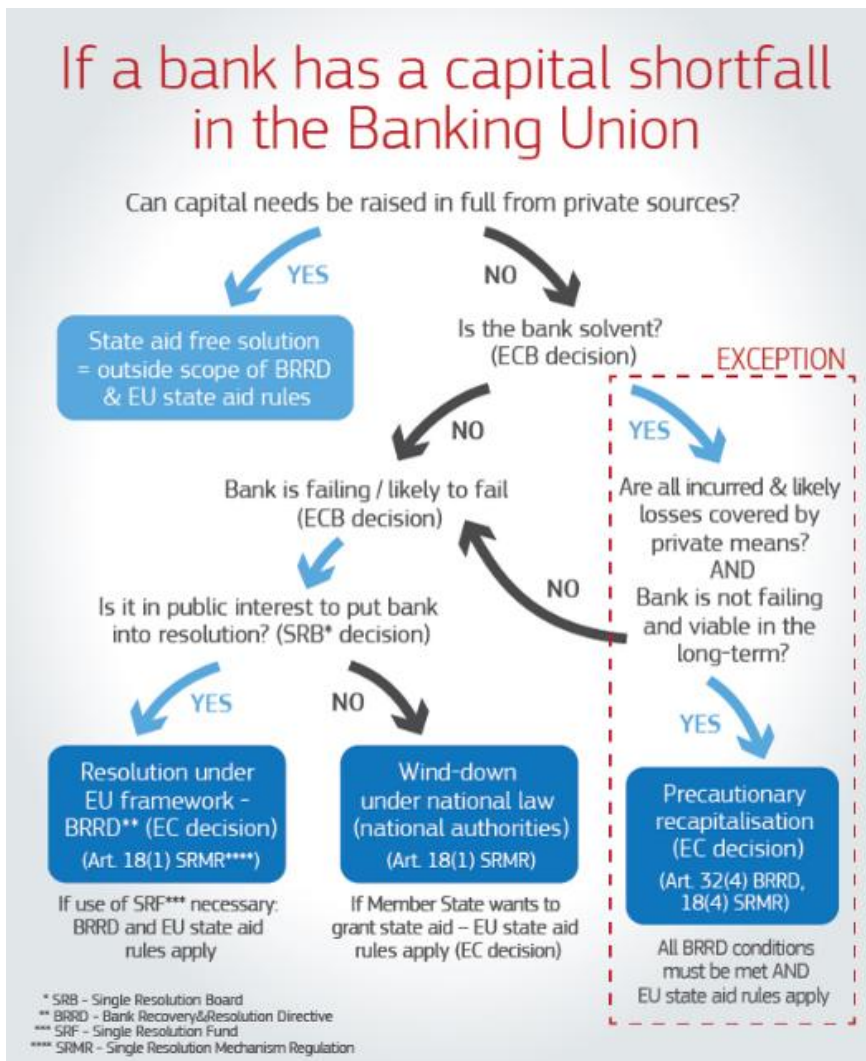 If a bank has a capital shortfall
in the Banking Union
Can capital needs be raised in full from private sources?
YES
NO
State aid free solution
= outside scope of BRRD
& EU state aid rules
Is the bank solvent?
(ECB decision)
EXCEPTION
NO
YES
Bank is failing / likely to fail
(ECB decision)
Are all incurred & likely
losses covered by
private means?
AND
Bank is not failing
and viable in the
long-term?
NO
Is it in public interest to put bank
into resolution? (SRB* decision)
YES
NO
YES
Resolution under
EU framework -
BRRD** (EC decision)
(Art. 18(1) SRMR****)
Wind-down
under national law
(national authorities)
(Art. 18(1) SRMR)
Precautionary
recapitalisation
(EC decision)
(Art. 32(4) BRRD,
18(4) SRMR)
If use of SRF*** necessary:
BRRD and EU state aid
rules apply
If Member State wants to
grant state aid – EU state aid
rules apply (EC decision)
All BRRD conditions
must be met AND
EU state aid rules apply
* SRB - Single Resolution Board
** BRRD - Bank Recovery&Resolution Directive
*** SRF - Single Resolution Fund
**** SRMR - Single Resolution Mechanism Regulation